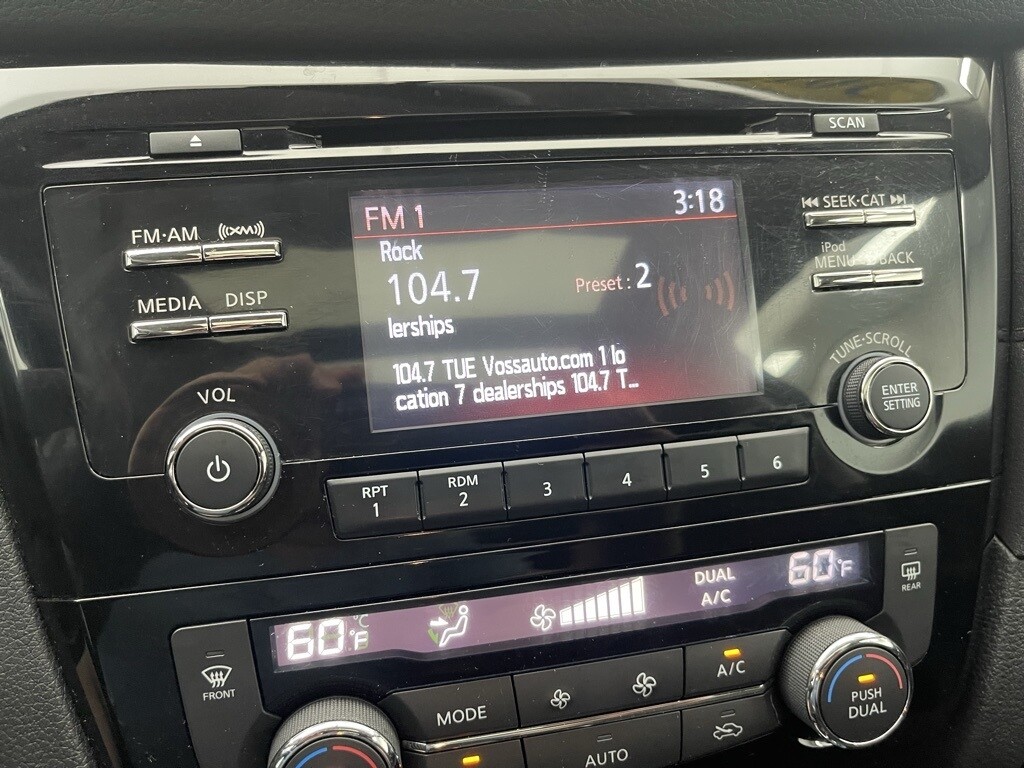 SCAN
FM 1 3:18
SEEK·CAT
FM·AM ((XM))
Rock
104.7 Preset : 2
iPod
MENU BACK
MEDIA DISP
lerships
TUNE·SCROLL
104.7 TUE Vossauto.com 1 lo
cation 7 dealerships 104.7 T_
ENTER
SETTING
VOL
RPT
1
RDM
2
3
4
5
6
60°F
DUAL
A/C
60°F
REAR
FRONT
MODE
A/C
PUSH
DUAL
AUTO